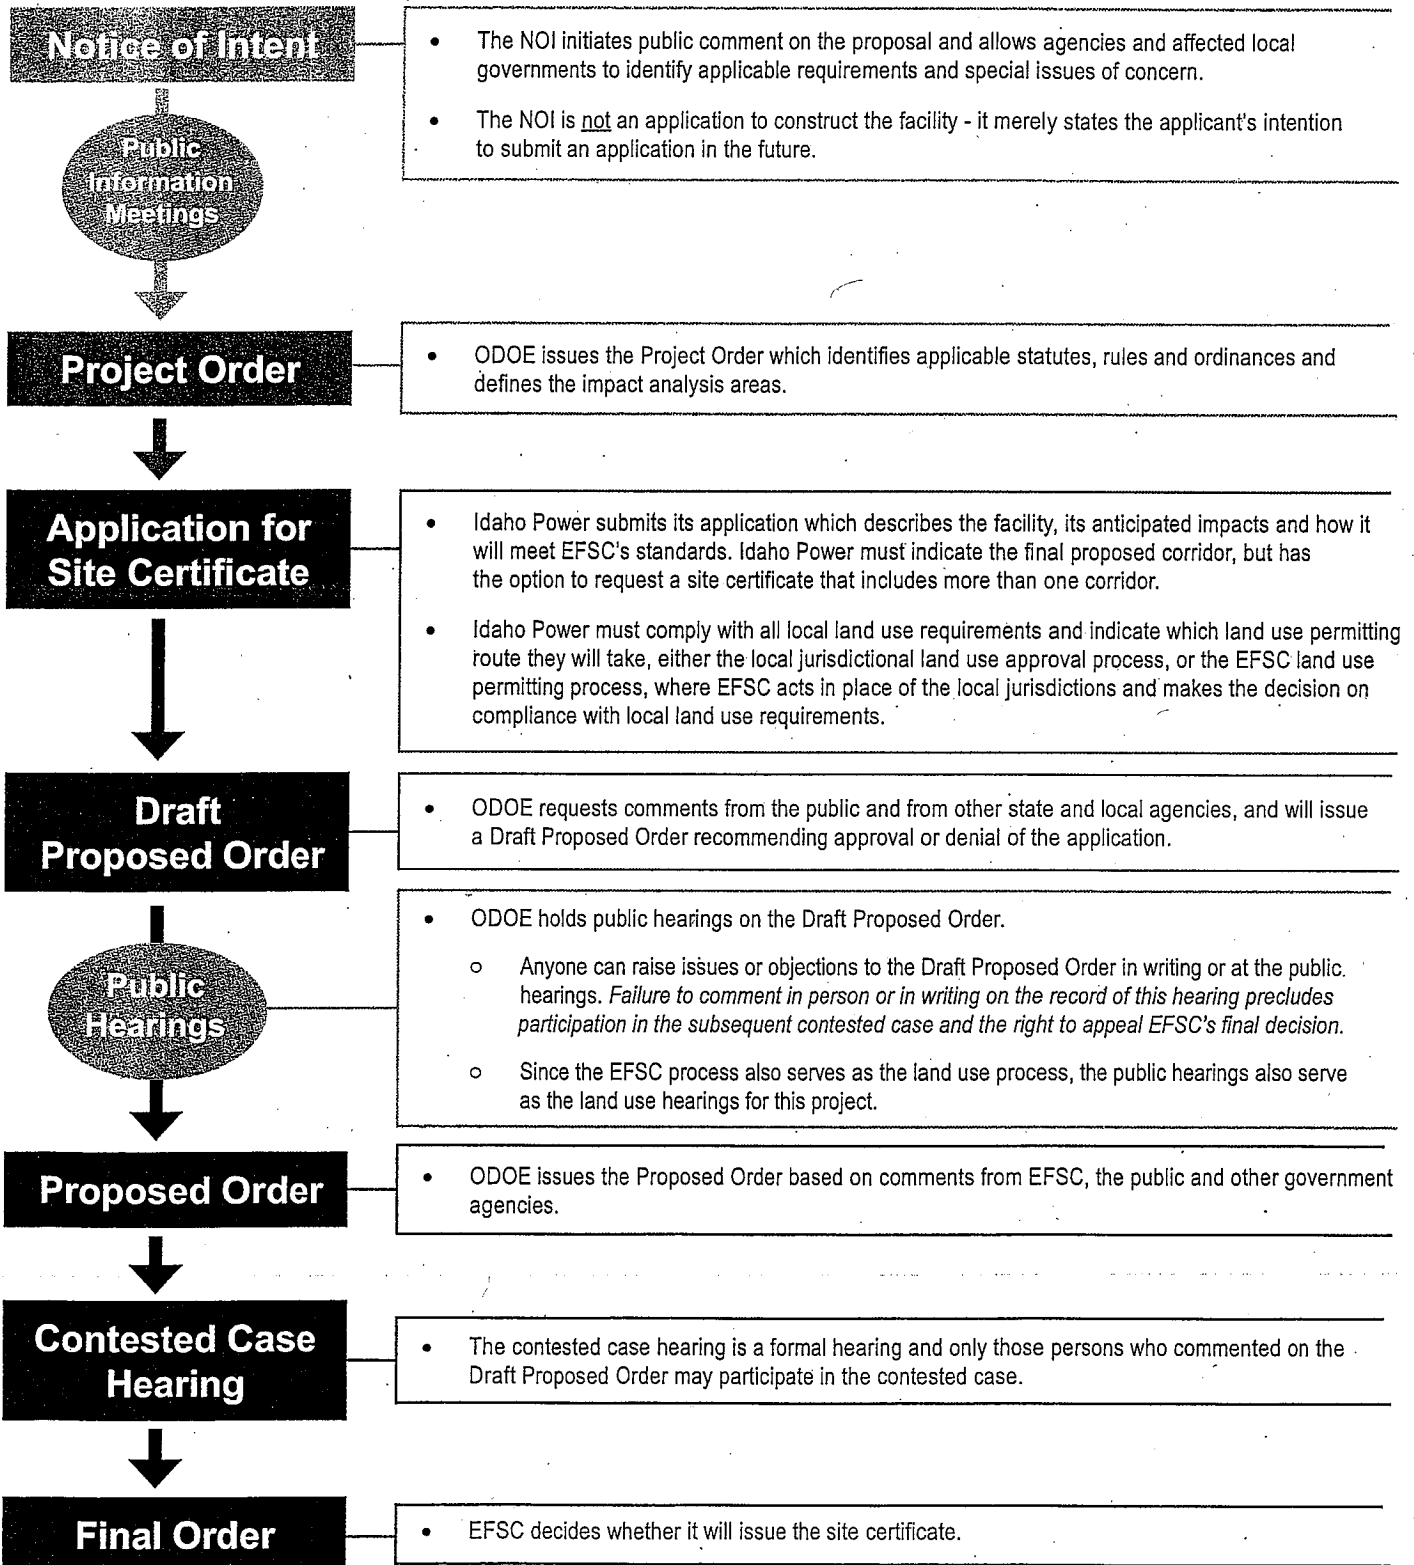 Notice of Intent
• The NOI initiates public comment on the proposal and allows agencies and affected local
governments to identify applicable requirements and special issues of concern.
• The NOI is not an application to construct the facility - it merely states the applicant's intention
to submit an application in the future.
Public
Information
Meetings
Project Order
• ODOE issues the Project Order which identifies applicable statutes, rules and ordinances and
defines the impact analysis areas.
Application for
Site Certificate
• Idaho Power submits its application which describes the facility, its anticipated impacts and how it
will meet EFSC's standards. Idaho Power must indicate the final proposed corridor, but has
the option to request a site certificate that includes more than one corridor.
• Idaho Power must comply with all local land use requirements and indicate which land use permitting
route they will take, either the local jurisdictional land use approval process, or the EFSC land use
permitting process, where EFSC acts in place of the local jurisdictions and makes the decision on
compliance with local land use requirements.
Draft
Proposed Order
• ODOE requests comments from the public and from other state and local agencies, and will issue
a Draft Proposed Order recommending approval or denial of the application.
Public
Hearings
• ODOE holds public hearings on the Draft Proposed Order.
o Anyone can raise issues or objections to the Draft Proposed Order in writing or at the public
hearings. Failure to comment in person or in writing on the record of this hearing precludes
participation in the subsequent contested case and the right to appeal EFSC's final decision.
o Since the EFSC process also serves as the land use process, the public hearings also serve
as the land use hearings for this project.
Proposed Order
• ODOE issues the Proposed Order based on comments from EFSC, the public and other government
agencies.
Contested Case
Hearing
• The contested case hearing is a formal hearing and only those persons who commented on the
Draft Proposed Order may participate in the contested case.
Final Order
• EFSC decides whether it will issue the site certificate.